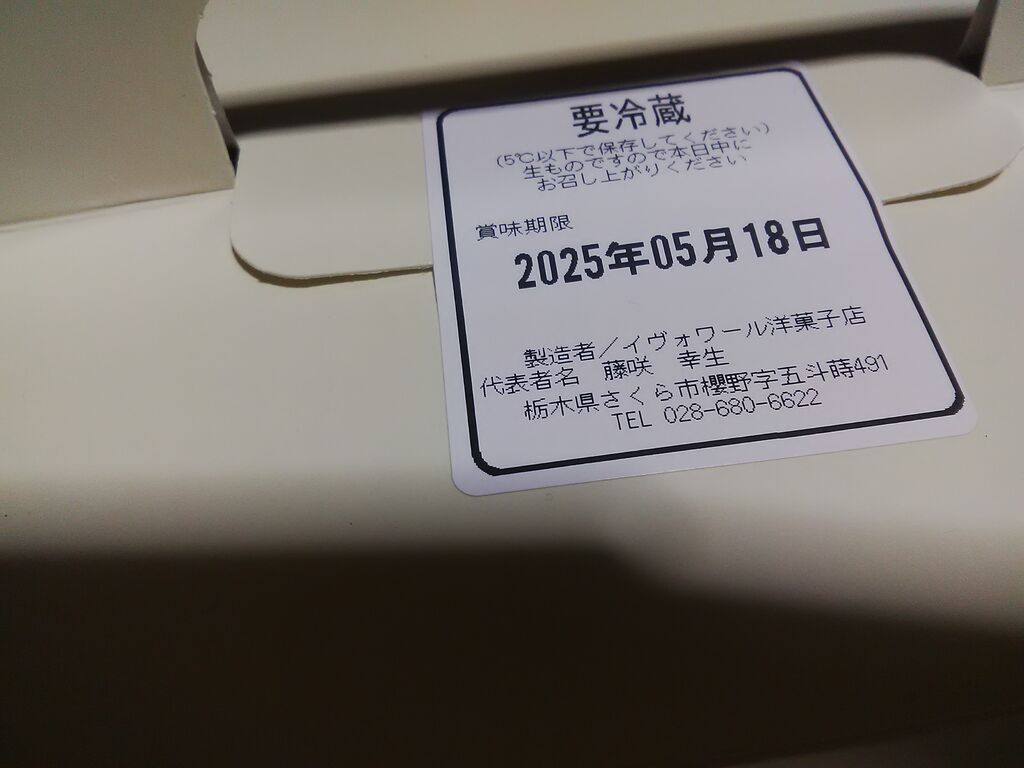 要冷蔵
(5℃以下で保存してください)
生ものですので本日中に
お召し上がりください
賞味期限
2025年05月18日
製造者／イヴォワール洋菓子店
代表者名　藤咲　幸生
栃木県さくら市櫻野字五斗蒔491
TEL 028-680-6622